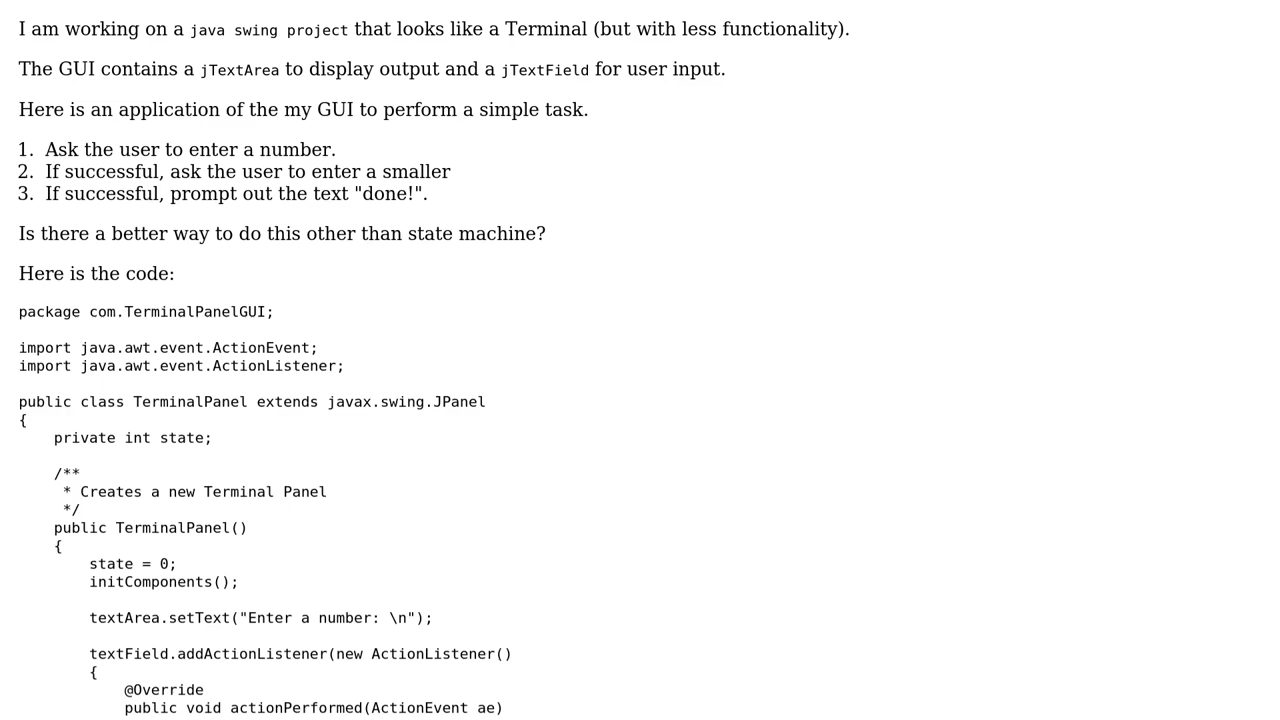 I am working on a java swing project that looks like a Terminal (but with less functionality).
The GUI contains a jTextArea to display output and a jTextField for user input.
Here is an application of the my GUI to perform a simple task.
1. Ask the user to enter a number.
2. If successful, ask the user to enter a smaller
3. If successful, prompt out the text "done!".
Is there a better way to do this other than state machine?
Here is the code:
package com.TerminalPanelGUI;
import java.awt.event.ActionEvent;
import java.awt.event.ActionListener;
public class TerminalPanel extends javax.swing.JPanel
{
    private int state;
    /**
     * Creates a new Terminal Panel
     */
    public TerminalPanel()
    {
        state = 0;
        initComponents();
        textArea.setText("Enter a number: \n");
        textField.addActionListener(new ActionListener()
        {
            @Override
            public void actionPerformed(ActionEvent ae)